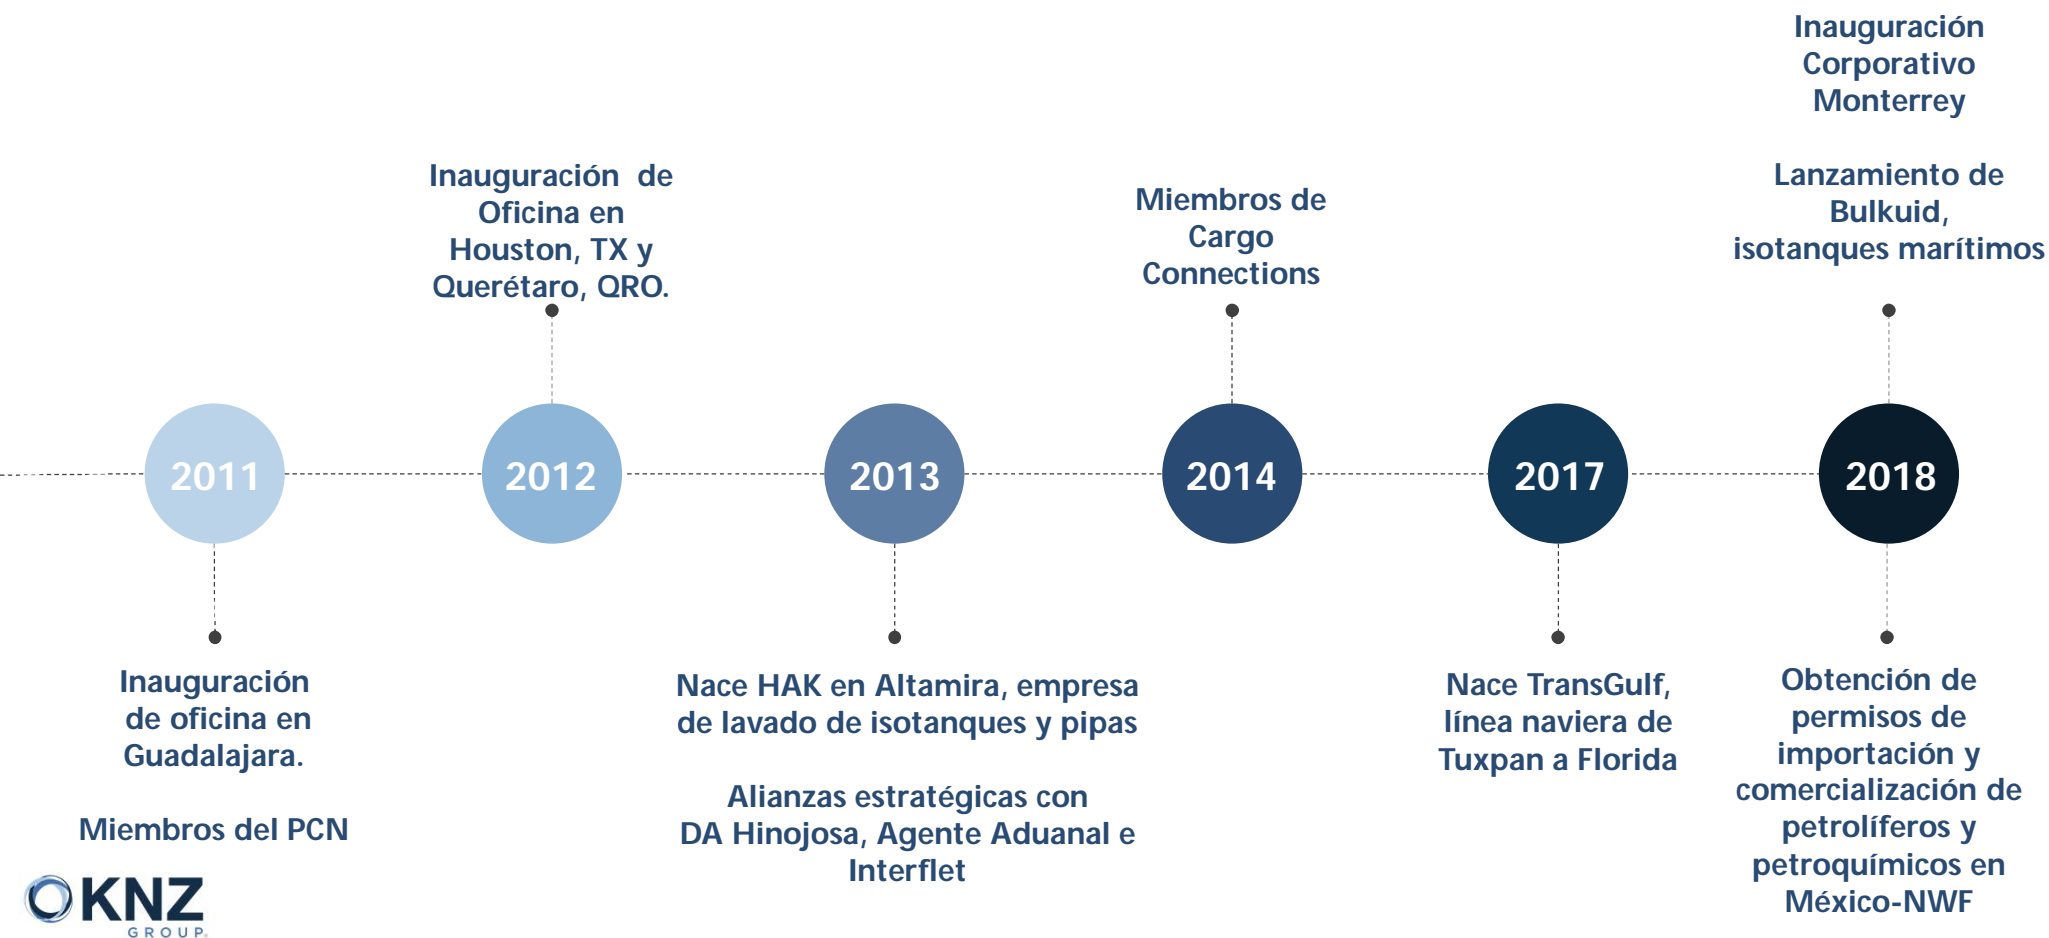 Inauguración
Corporativo
Monterrey
Lanzamiento de
Bulkuid,
isotanques marítimos
Inauguración de
Oficina en
Houston, TX y
Querétaro, QRO.
Miembros de
Cargo
Connections
2011
2012
2013
2014
2017
2018
Inauguración
de oficina en
Guadalajara.
Miembros del PCN
Nace HAK en Altamira, empresa
de lavado de isotanques y pipas
Alianzas estratégicas con
DA Hinojosa, Agente Aduanal e
Interflet
Nace TransGulf,
línea naviera de
Tuxpan a Florida
Obtención de
permisos de
importación y
comercialización de
petrolíferos y
petroquímicos en
México-NWF
KNZ
GROUP